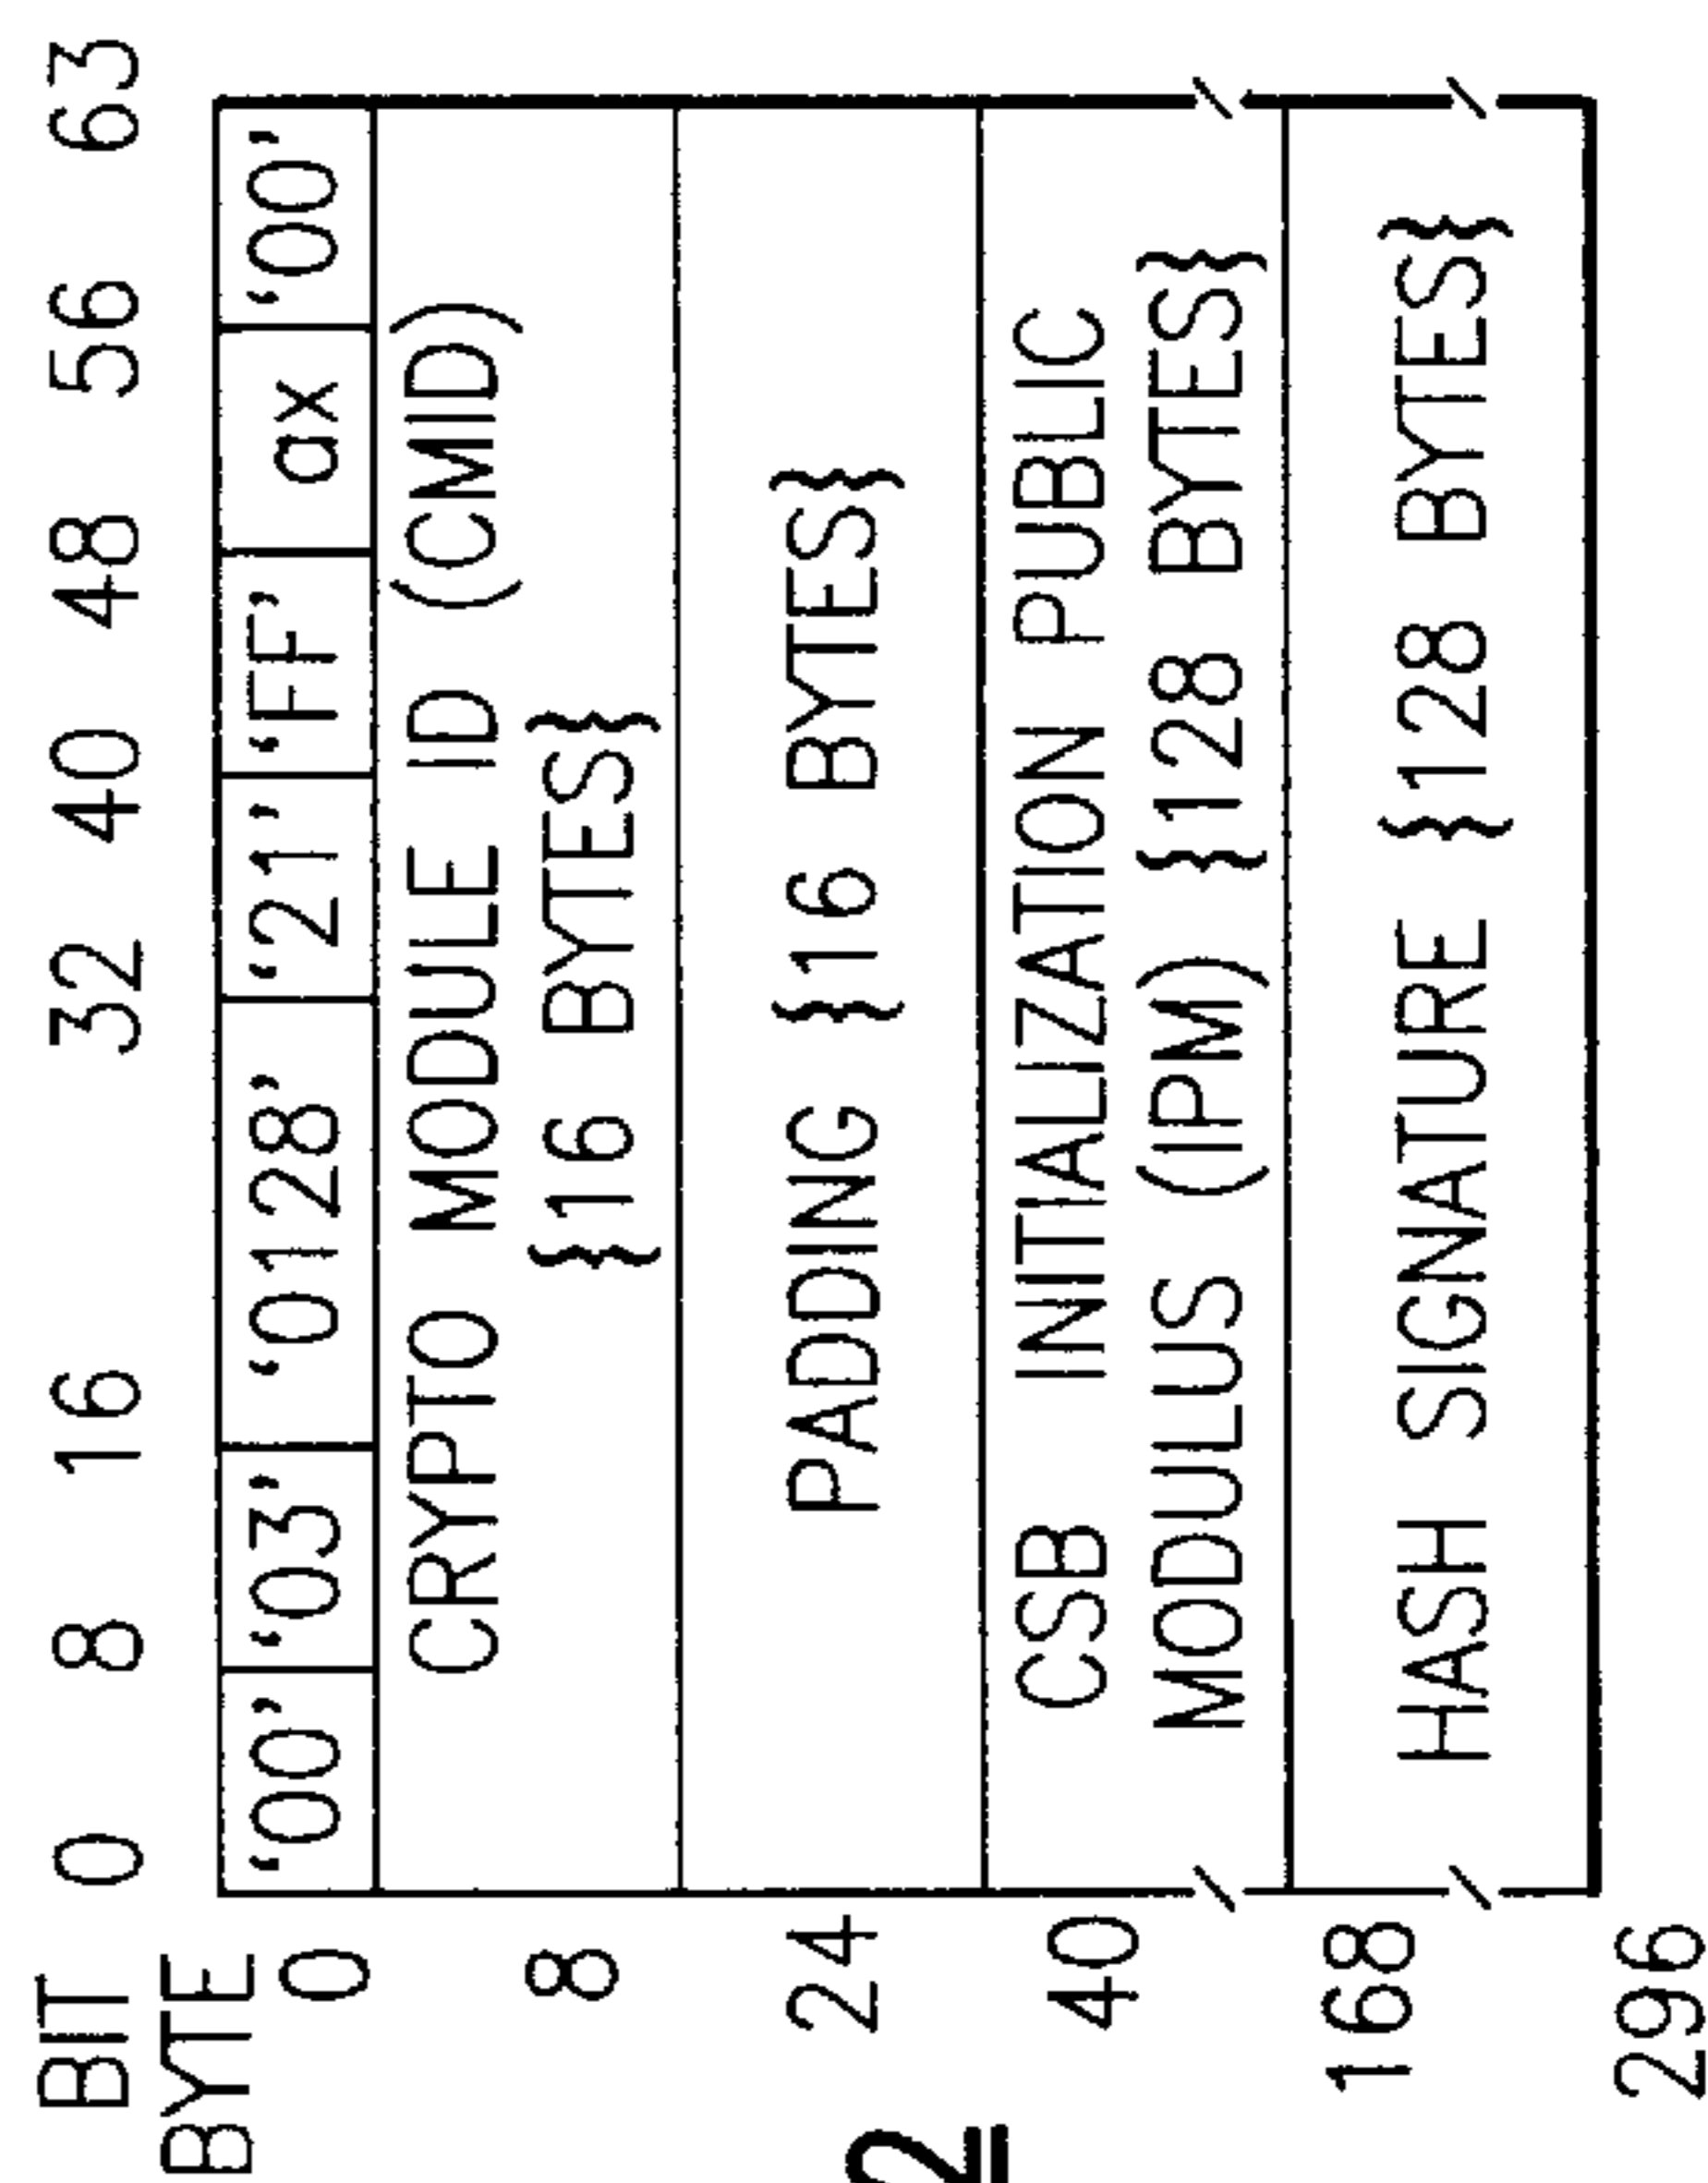 BIT 0 8 16 32 40 48 56 63
BYTE
0 ‘00’ ‘03’ ‘0128’ ‘21’ ‘FF’ ax ‘00’
8 CRYPTO MODULE ID (CMID)
}16 BYTES}
24 PADDING }16 BYTES}
40 CSB INITIALIZATION PUBLIC
MODULUS (IPM) }128 BYTES}
168 HASH SIGNATURE }128 BYTES}
296
2